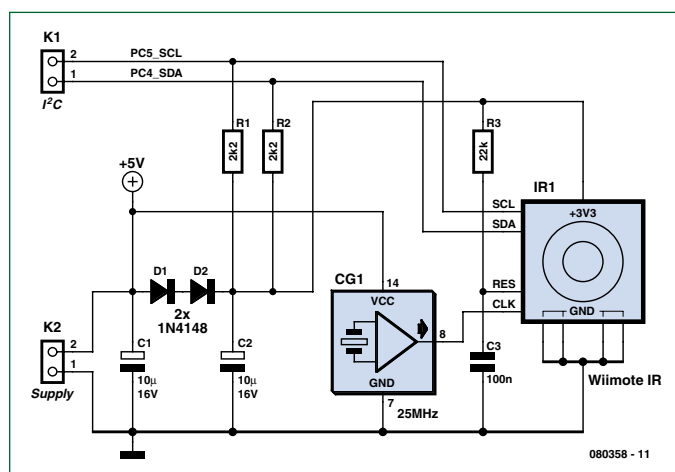 K1
2
PC5_SCL
1
PC4_SDA
I²C
R1
2k2
R2
2k2
R3
22k
+5V
IR1
SCL
+3V3
SDA
D1
D2
2x
1N4148
CG1
14
VCC
8
GND
7
25MHz
RES
CLK
GND
K2
2
1
Supply
C1
10µ
16V
C2
10µ
16V
C3
100n
Wiimote IR
080358 - 11